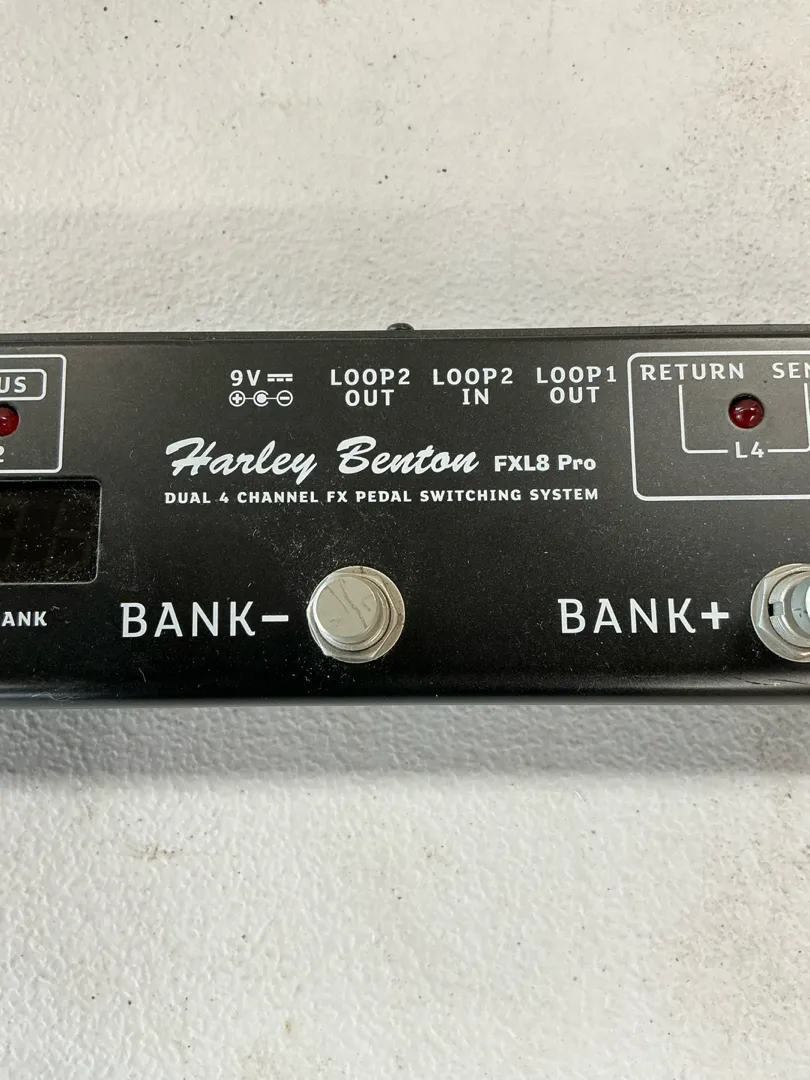 9V
LOOP2 OUT
LOOP2 IN
LOOP1 OUT
RETURN
L4
2
Harley Benton FXL8 Pro
DUAL 4 CHANNEL FX PEDAL SWITCHING SYSTEM
BANK-
BANK+